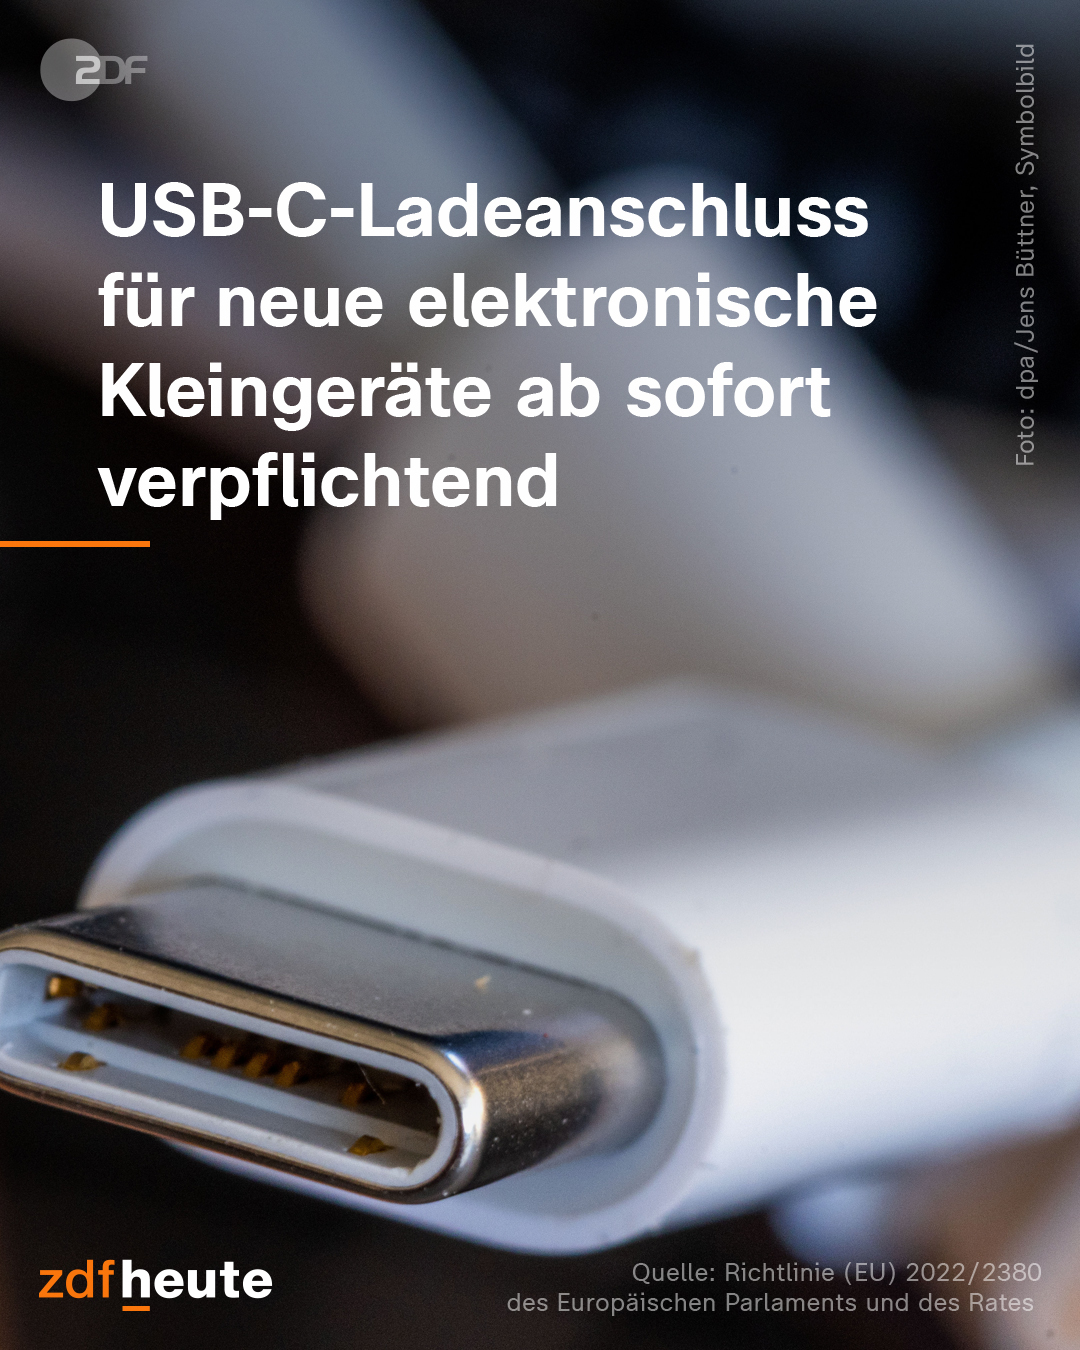 ZDF
USB-C-Ladeanschluss
für neue elektronische
Kleingeräte ab sofort
verpflichtend
Foto: dpa/Jens Büttner, Symbolbild
zdfheute
Quelle: Richtlinie (EU) 2022/2380
des Europäischen Parlaments und des Rates